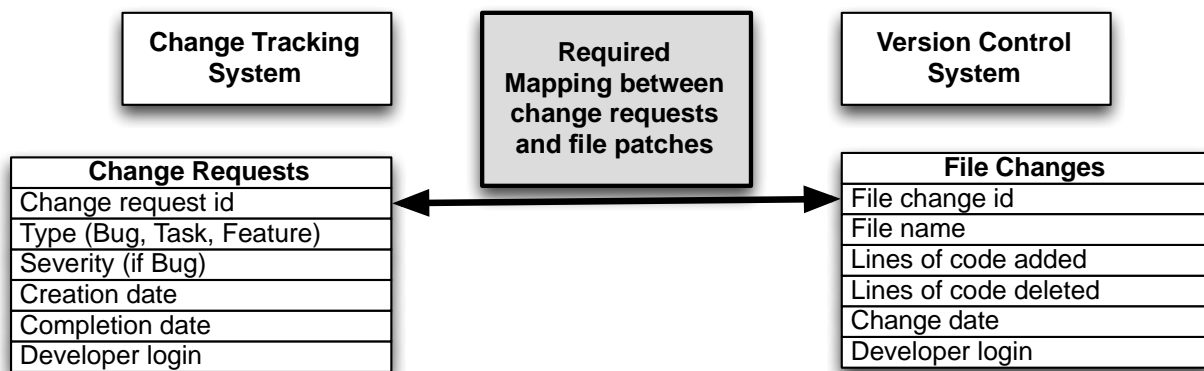 Change Tracking
System
Required
Mapping between
change requests
and file patches
Version Control
System
Change Requests
Change request id
Type (Bug, Task, Feature)
Severity (if Bug)
Creation date
Completion date
Developer login
File Changes
File change id
File name
Lines of code added
Lines of code deleted
Change date
Developer login